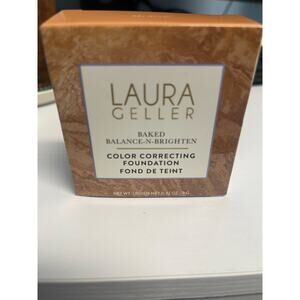 LAURA
GELLER
BAKED
BALANCE-N-BRIGHTEN
COLOR CORRECTING
FOUNDATION
FOND DE TEINT